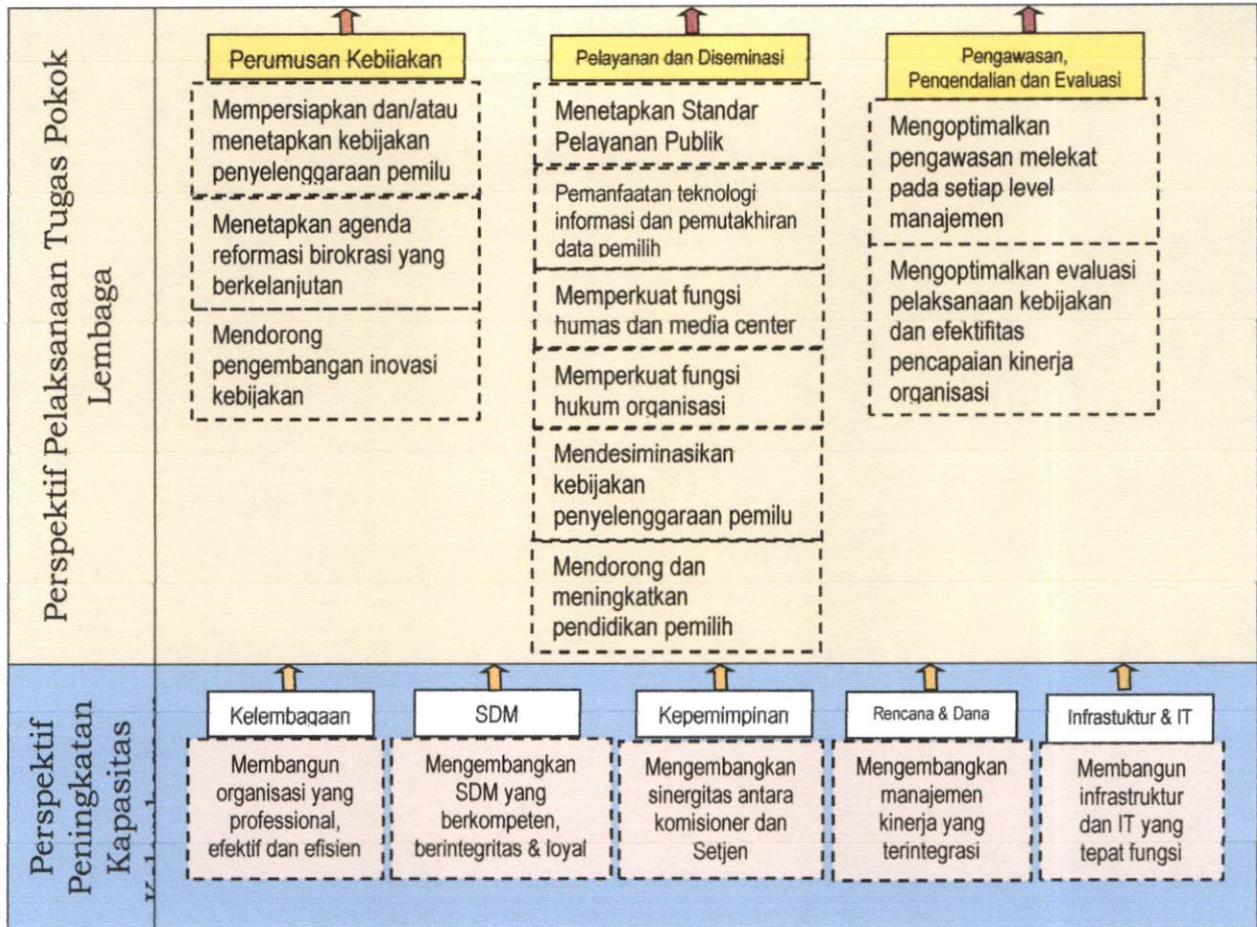 Perspektif Pelaksanaan Tugas Pokok
Lembaga
Perumusan Kebijakan
Mempersiapkan dan/atau
menetapkan kebijakan
penyelenggaraan pemilu
Menetapkan agenda
reformasi birokrasi yang
berkelanjutan
Mendorong
pengembangan inovasi
kebijakan
Pelayanan dan Diseminasi
Menetapkan Standar
Pelayanan Publik
Pemanfaatan teknologi
informasi dan pemutakhiran
data pemilih
Memperkuat fungsi
humas dan media center
Memperkuat fungsi
hukum organisasi
Mendesiminasikan
kebijakan
penyelenggaraan pemilu
Mendorong dan
meningkatkan
pendidikan pemilih
Pengawasan,
Pengendalian dan Evaluasi
Mengoptimalkan
pengawasan melekat
pada setiap level
manajemen
Mengoptimalkan evaluasi
pelaksanaan kebijakan
dan efektifitas
pencapaian kinerja
organisasi
Perspektif
Peningkatan
Kapasitas
Kelembagaan
Membangun
organisasi yang
professional,
efektif dan efisien
SDM
Mengembangkan
SDM yang
berkompeten,
berintegritas & loyal
Kepemimpinan
Mengembangkan
sinergitas antara
komisioner dan
Setjen
Rencana & Dana
Mengembangkan
manajemen
kinerja yang
terintegrasi
Infrastuktur & IT
Membangun
infrastruktur
dan IT yang
tepat fungsi